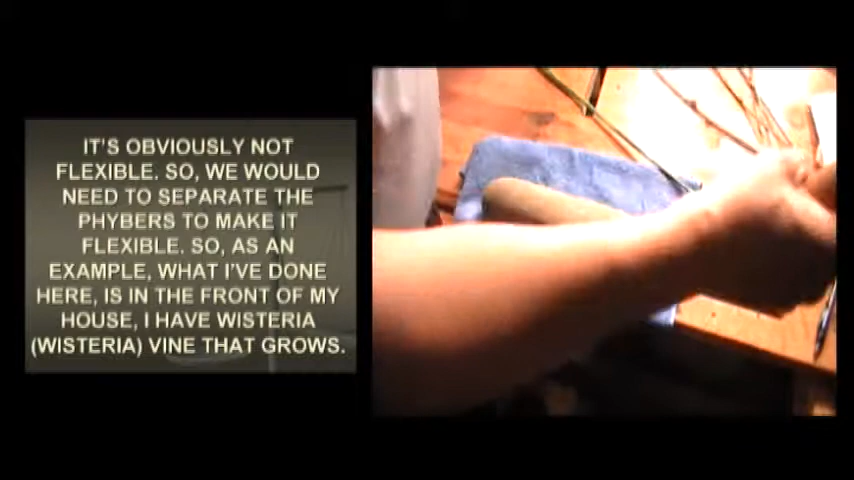 IT'S OBVIOUSLY NOT
FLEXIBLE. SO, WE WOULD
NEED TO SEPARATE THE
PHYBERS TO MAKE IT
FLEXIBLE. SO, AS AN
EXAMPLE, WHAT I'VE DONE
HERE, IS IN THE FRONT OF MY
HOUSE, I HAVE WISTERIA
(WISTERIA) VINE THAT GROWS.